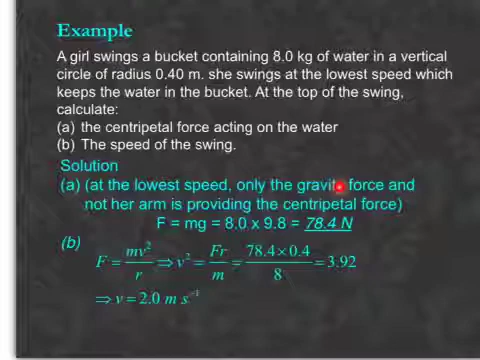 Example
A girl swings a bucket containing 8.0 kg of water in a vertical
circle of radius 0.40 m. she swings at the lowest speed which
keeps the water in the bucket. At the top of the swing,
calculate:
(a) the centripetal force acting on the water
(b) The speed of the swing.
Solution
(a) (at the lowest speed, only the gravity force and
not her arm is providing the centripetal force)
F = mg = 8.0 x 9.8 = 78.4 N
(b)
F = mv²/r ⇒ v² = Fr/m = 78.4×0.4/8 = 3.92
⇒ v = 2.0 m s⁻¹